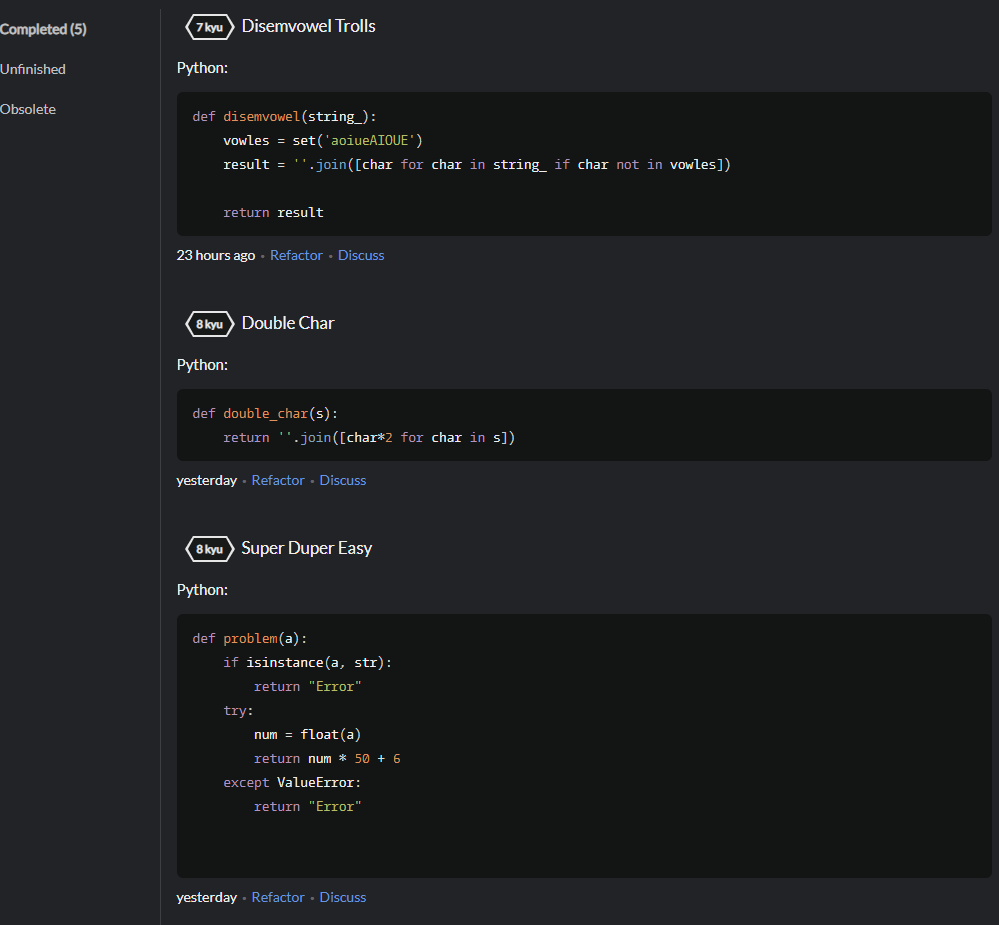 Completed (5)
Unfinished
Obsolete
7 kyu Disemvowel Trolls
Python:
def disemvowel(string_):
    vowles = set('aoiueAIOUE')
    result = ''.join([char for char in string_ if char not in vowles])
    return result
23 hours ago • Refactor • Discuss
8 kyu Double Char
Python:
def double_char(s):
    return ''.join([char*2 for char in s])
yesterday • Refactor • Discuss
8 kyu Super Duper Easy
Python:
def problem(a):
    if isinstance(a, str):
        return "Error"
    try:
        num = float(a)
        return num * 50 + 6
    except ValueError:
        return "Error"
yesterday • Refactor • Discuss